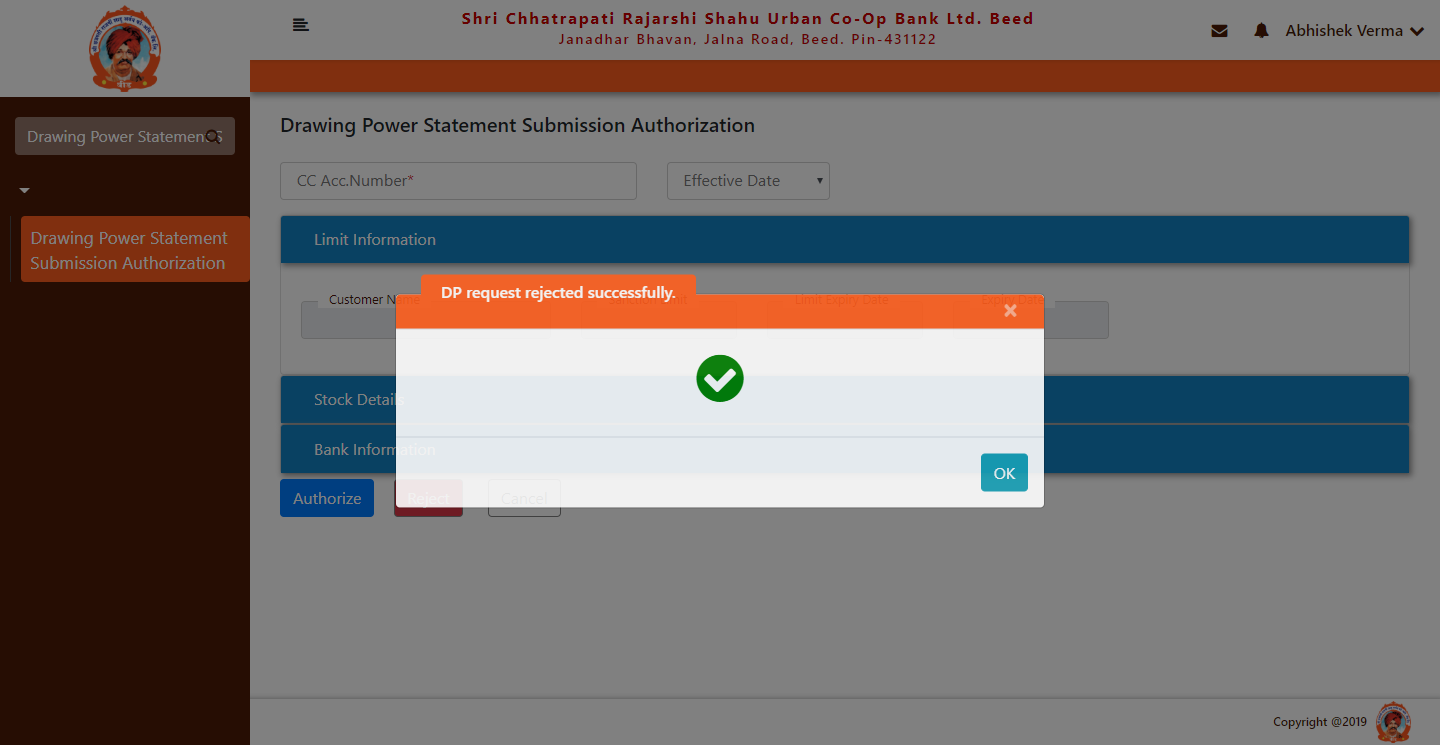 Shri Chhatrapati Rajarshi Shahu Urban Co-Op Bank Ltd. Beed
Janadhar Bhavan, Jalna Road, Beed. Pin-431122
Abhishek Verma
बीड
Drawing Power Statement S
Drawing Power Statement
Submission Authorization
Drawing Power Statement Submission Authorization
CC Acc.Number*
Effective Date
Limit Information
DP request rejected successfully.
×
Customer N
Limit Expiry Date
Expiry Date
Stock Details
Bank Information
OK
Authorize
Reject
Cancel
Copyright @2019